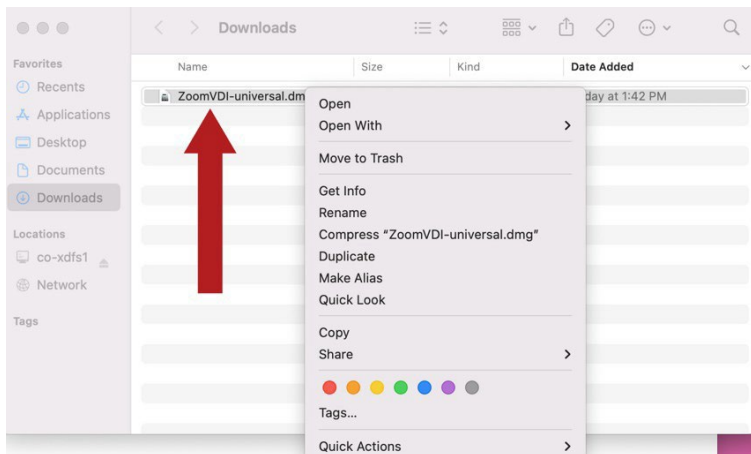 Downloads
Favorites
Recents
Applications
Desktop
Documents
Downloads
Locations
co-xdfs1
Network
Tags
Name Size Kind Date Added
ZoomVDI-universal.dm day at 1:42 PM
Open
Open With
Move to Trash
Get Info
Rename
Compress “ZoomVDI-universal.dmg”
Duplicate
Make Alias
Quick Look
Copy
Share
Tags...
Quick Actions